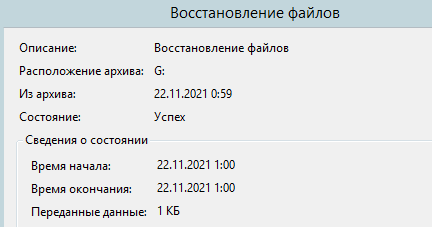 Восстановление файлов
Описание: Восстановление файлов
Расположение архива: G:
Из архива: 22.11.2021 0:59
Состояние: Успех
Сведения о состоянии
Время начала: 22.11.2021 1:00
Время окончания: 22.11.2021 1:00
Переданные данные: 1 КБ